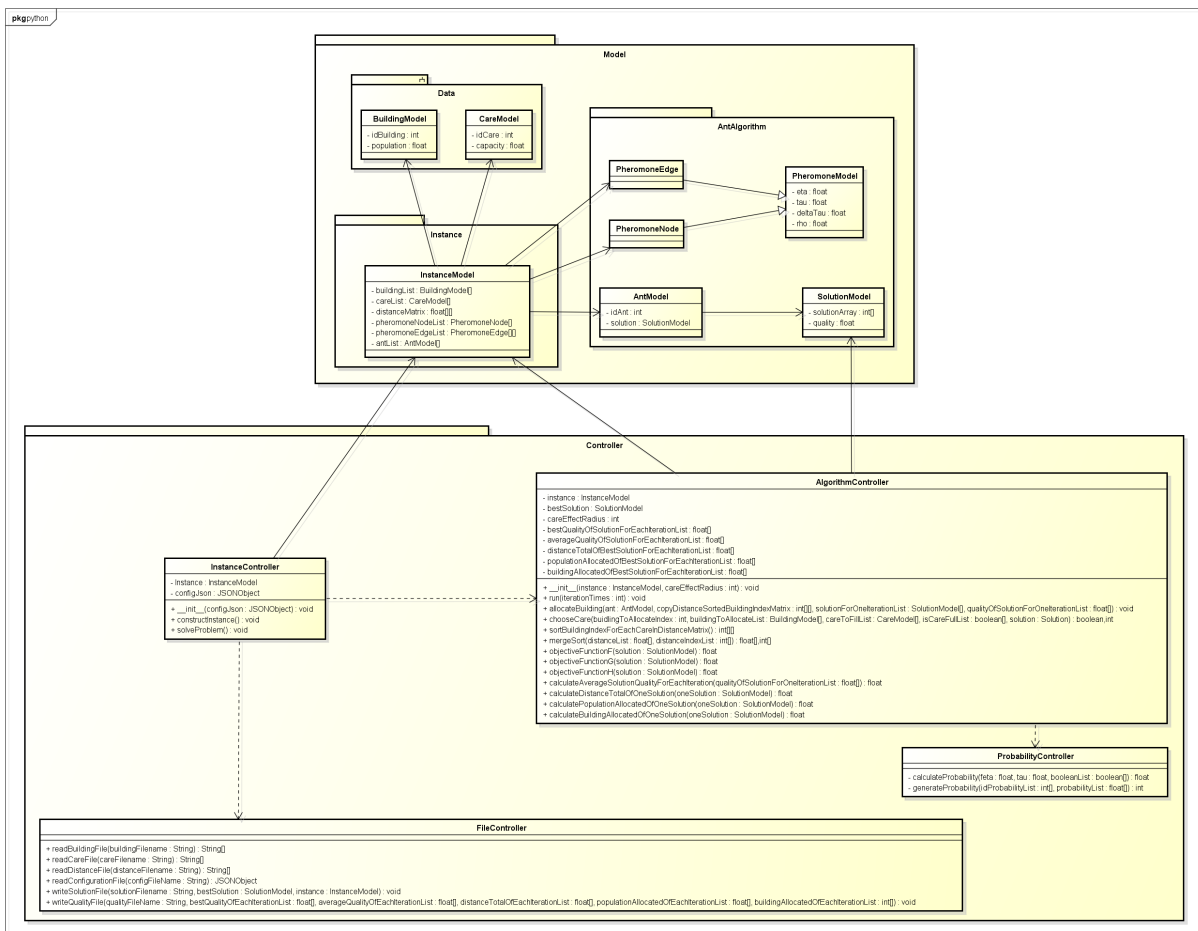 pkg python
Model
Data
BuildingModel
- idBuilding : int
- population : float
CareModel
- idCare : int
- capacity : float
AntAlgorithm
PheromoneEdge
PheromoneNode
PheromoneModel
- eta : float
- tau : float
- deltaTau : float
- rho : float
AntModel
- idAnt : int
- solution : SolutionModel
SolutionModel
- solutionArray : int[]
- quality : float
Instance
InstanceModel
- buildingList : BuildingModel[]
- careList : CareModel[]
- distanceMatrix : float[][]
- pheromoneNodeList : PheromoneNode[]
- pheromoneEdgeList : PheromoneEdge[][]
- antList : AntModel[]
Controller
AlgorithmController
- instance : InstanceModel
- bestSolution : SolutionModel
- careEffectRadius : int
- bestQualityOfSolutionForEachIterationList : float[]
- averageQualityOfSolutionForEachIterationList : float[]
- distanceTotalOfBestSolutionForEachIterationList : float[]
- populationAllocatedOfBestSolutionForEachIterationList : float[]
- buildingAllocatedOfBestSolutionForEachIterationList : float[]
+ __init__(instance : InstanceModel, careEffectRadius : int) : void
+ run(iterationTimes : int) : void
+ allocateBuilding(ant : AntModel, copyDistanceSortedBuildingIndexMatrix : int[][], solutionForOneIterationList : SolutionModel[], qualityOfSolutionForOneIterationList : float[]) : void
+ chooseCare(buidlingToAllocateIndex : int, buildingToAllocateList : BuildingModel[], careToFillList : CareModel[], isCareFullList : boolean[], solution : Solution) : boolean,int
+ sortBuildingIndexForEachCareInDistanceMatrix() : int[][]
+ mergeSort(distanceList : float[], distanceIndexList : int[]) : float[],int[]
+ objectiveFunctionF(solution : SolutionModel) : float
+ objectiveFunctionG(solution : SolutionModel) : float
+ objectiveFunctionH(solution : SolutionModel) : float
+ calculateAverageSolutionQualityForEachIteration(qualityOfSolutionForOneIterationList : float[]) : float
+ calculateDistanceTotalOfOneSolution(oneSolution : SolutionModel) : float
+ calculatePopulationAllocatedOfOneSolution(oneSolution : SolutionModel) : float
+ calculateBuildingAllocatedOfOneSolution(oneSolution : SolutionModel) : float
InstanceController
- Instance : InstanceModel
- configJson : JSONObject
+ __init__(configJson : JSONObject) : void
+ constructInstance() : void
+ solveProblem() : void
ProbabilityController
- calculateProbability(feta : float, tau : float, booleanList : boolean[]) : float
- generateProbability(idProbabilityList : int[], probabilityList : float[]) : int
FileController
+ readBuildingFile(buildingFilename : String) : String[]
+ readCareFile(careFilename : String) : String[]
+ readDistanceFile(distanceFilename : String) : String[]
+ readConfigurationFile(configFileName : String) : JSONObject
+ writeSolutionFile(solutionFilename : String, bestSolution : SolutionModel, instance : InstanceModel) : void
+ writeQualityFile(qualityFileName : String, bestQualityOfEachIterationList : float[], averageQualityOfEachIterationList : float[], distanceTotalOfEachIterationList : float[], populationAllocatedOfEachIterationList : float[], buildingAllocatedOfEachIterationList : int[]) : void